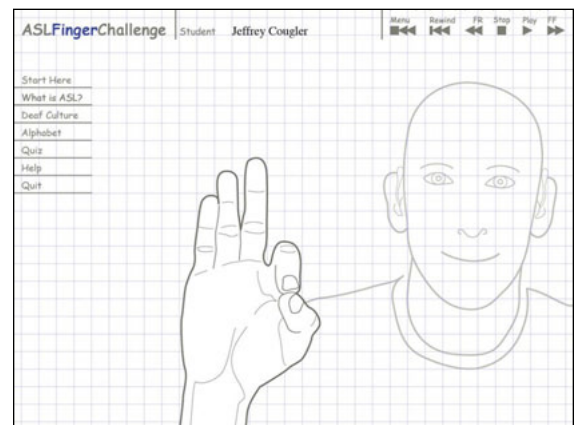 ASLFingerChallenge Student Jeffrey Cougler
Menu Rewind FR Stop Play FF
Start Here
What is ASL?
Deaf Culture
Alphabet
Quiz
Help
Quit